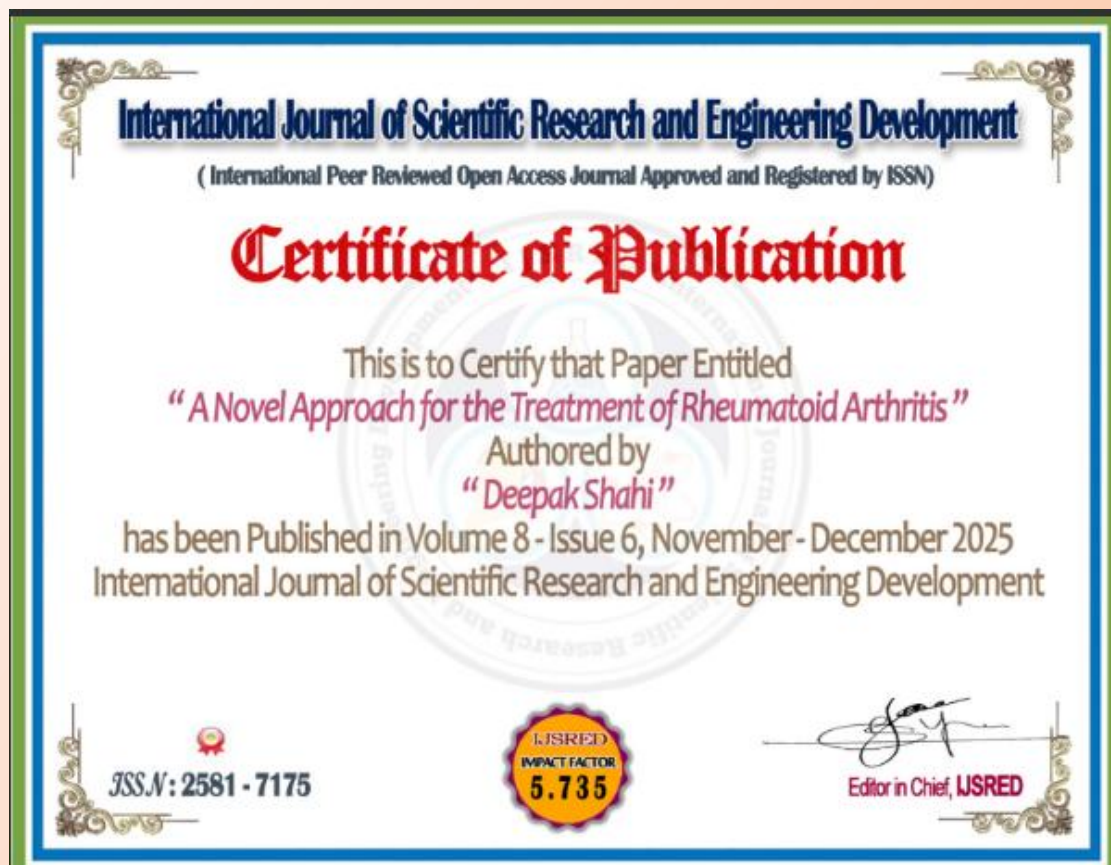 International Journal of Scientific Research and Engineering Development
( International Peer Reviewed Open Access Journal Approved and Registered by ISSN)
Certificate of Publication
This is to Certify that Paper Entitled
“ A Novel Approach for the Treatment of Rheumatoid Arthritis ”
Authored by
“ Deepak Shahi ”
has been Published in Volume 8 - Issue 6, November - December 2025
International Journal of Scientific Research and Engineering Development
ISSN : 2581 - 7175
IJSRED
IMPACT FACTOR
5.735
Editor in Chief, IJSRED